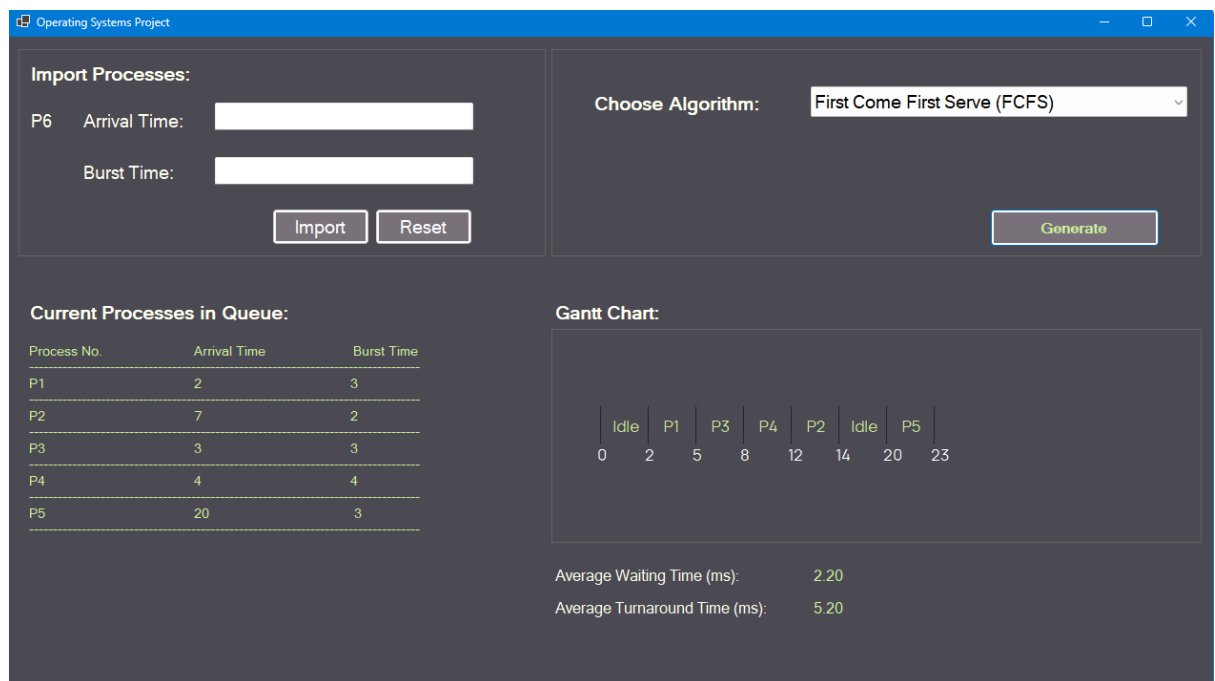 Operating Systems Project
Import Processes:
P6 Arrival Time:
Burst Time:
Import Reset
Choose Algorithm: First Come First Serve (FCFS)
Generate
Current Processes in Queue:
Process No. Arrival Time Burst Time
P1 2 3
P2 7 2
P3 3 3
P4 4 4
P5 20 3
Gantt Chart:
Idle P1 P3 P4 P2 Idle P5
0 2 5 8 12 14 20 23
Average Waiting Time (ms): 2.20
Average Turnaround Time (ms): 5.20